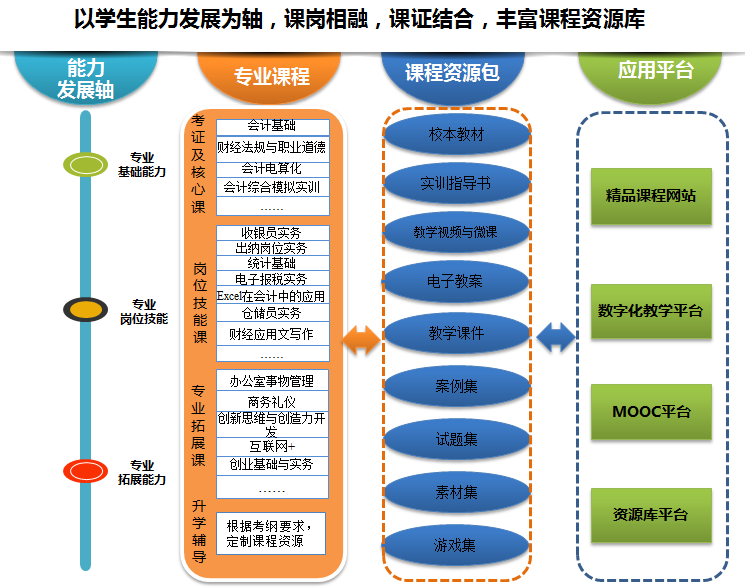 以学生能力发展为轴，课岗相融，课证结合，丰富课程资源库
能力
发展轴
专业
基础能力
专业
岗位技能
专业
拓展能力
专业课程
考证及核心课
会计基础
财经法规与职业道德
会计电算化
会计综合模拟实训
……
岗位技能课
收银员实务
出纳岗位实务
统计基础
电子报税实务
Excel在会计中的应用
仓储员实务
财经应用文写作
……
专业拓展课
办公室事物管理
商务礼仪
创新思维与创造力开
发
互联网+
创业基础与实务
……
升学辅导
根据考纲要求，
定制课程资源
课程资源包
校本教材
实训指导书
教学视频与微课
电子教案
教学课件
案例集
试题集
素材集
游戏集
应用平台
精品课程网站
数字化教学平台
MOOC平台
资源库平台